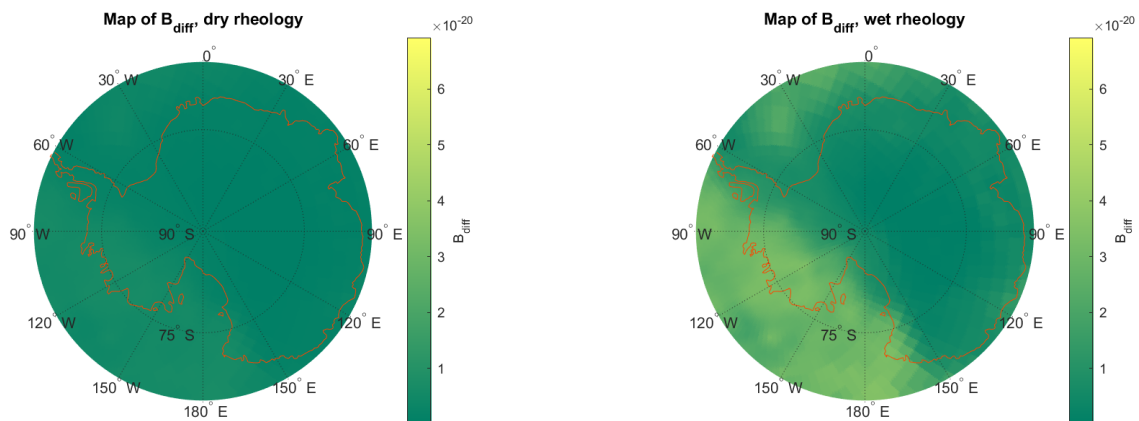 Map of B_diff, dry rheology
×10⁻²⁰
0°
30° W
30° E
60° W
60° E
90° W
90° S
90° E
120° W
120° E
75° S
150° W
150° E
180° E
6
5
4
3
2
1
B_diff
Map of B_diff, wet rheology
×10⁻²⁰
0°
30° W
30° E
60° W
60° E
90° W
90° S
90° E
120° W
120° E
75° S
150° W
150° E
180° E
6
5
4
3
2
1
B_diff